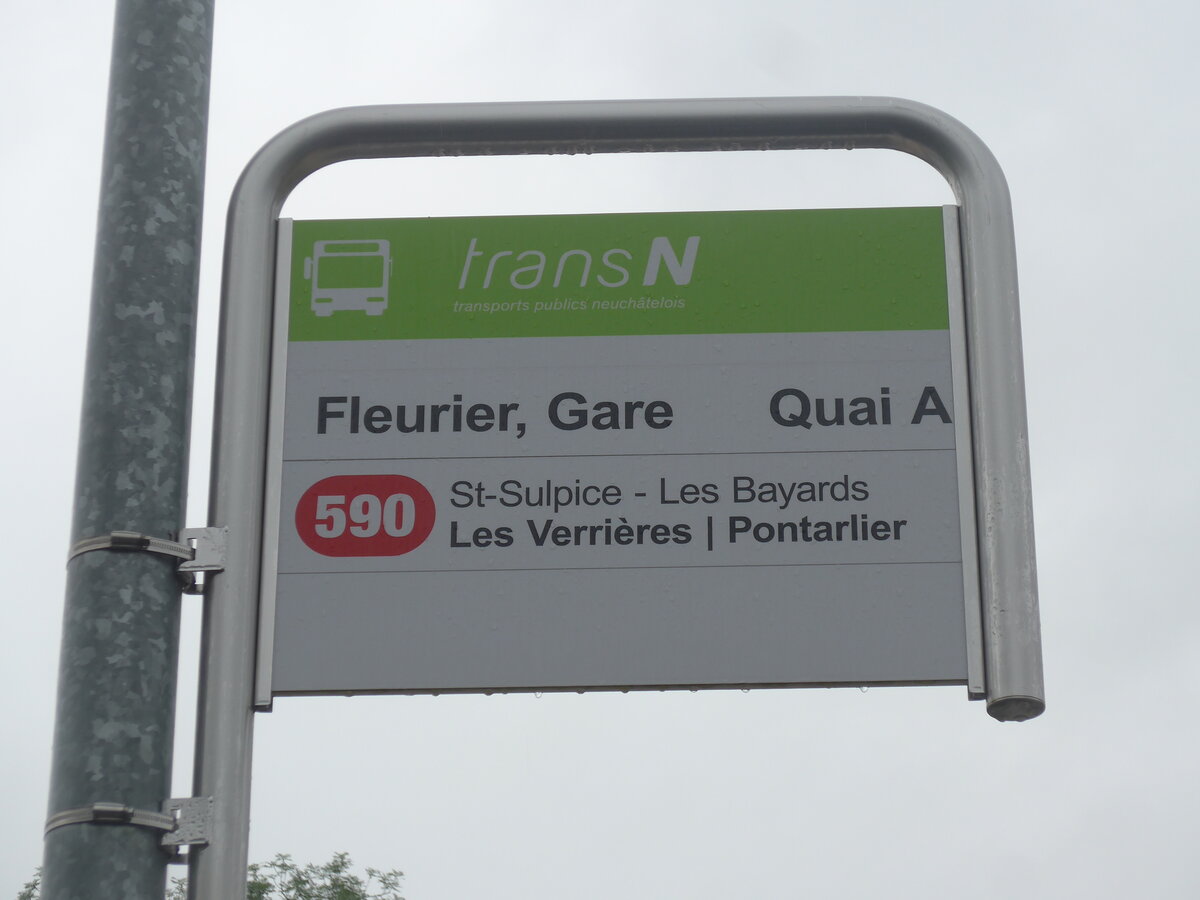 transN
transports publics neuchâtelois
Fleurier, Gare Quai A
590 St-Sulpice - Les Bayards
Les Verrières | Pontarlier